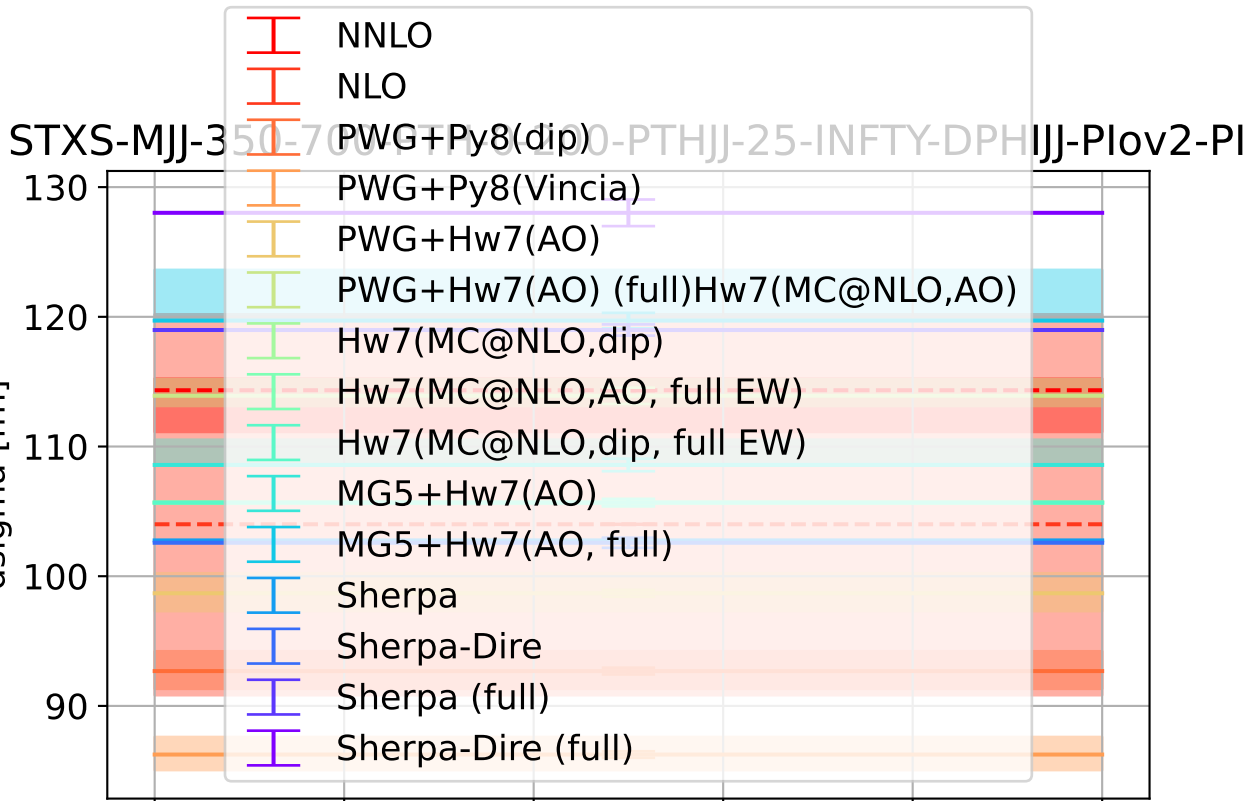 NNLO
NLO
STXS-MJJ-350-700-PTH-0-200-PTHJJ-25-INFTY-DPHIJJ-PIov2-PI
PWG+Py8(dip)
PWG+Py8(Vincia)
PWG+Hw7(AO)
PWG+Hw7(AO) (full)Hw7(MC@NLO,AO)
Hw7(MC@NLO,dip)
Hw7(MC@NLO,AO, full EW)
Hw7(MC@NLO,dip, full EW)
MG5+Hw7(AO)
MG5+Hw7(AO, full)
Sherpa
Sherpa-Dire
Sherpa (full)
Sherpa-Dire (full)
130
120
110
100
90